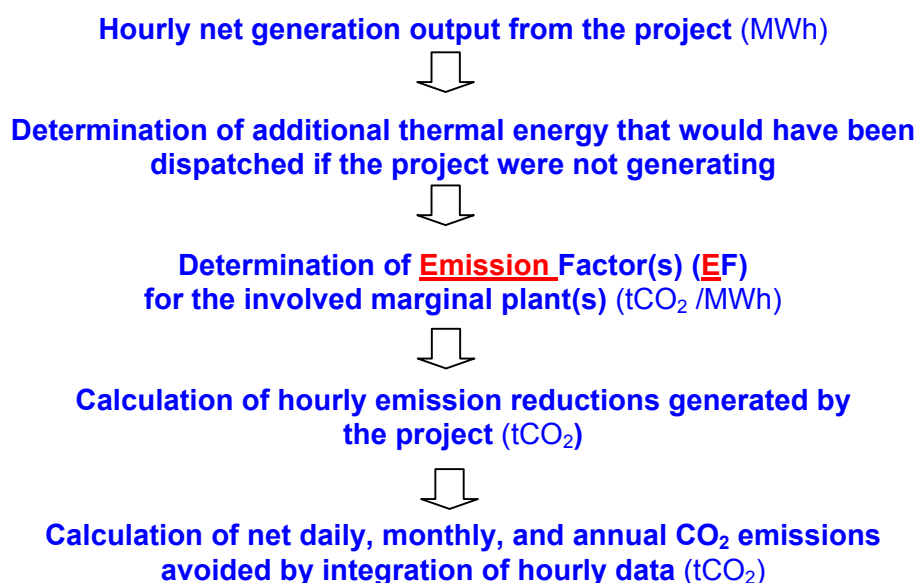 Hourly net generation output from the project (MWh)
Determination of additional thermal energy that would have been
dispatched if the project were not generating
Determination of Emission Factor(s) (EF)
for the involved marginal plant(s) (tCO₂ /MWh)
Calculation of hourly emission reductions generated by
the project (tCO₂)
Calculation of net daily, monthly, and annual CO₂ emissions
avoided by integration of hourly data (tCO₂)